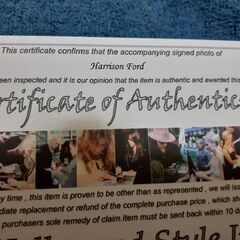 This certificate confirms that the accompanying signed photo of
Harrison Ford
een inspected and it is our opinion that the item is authentic and awarded this
rtificate of Authentic
ny time , this item is proven to be other than as represented , we will iss
diate replacement or refund of the complete purchase price , which sho
purchasers sole remedy of claim.Item must be sent back within 10 d